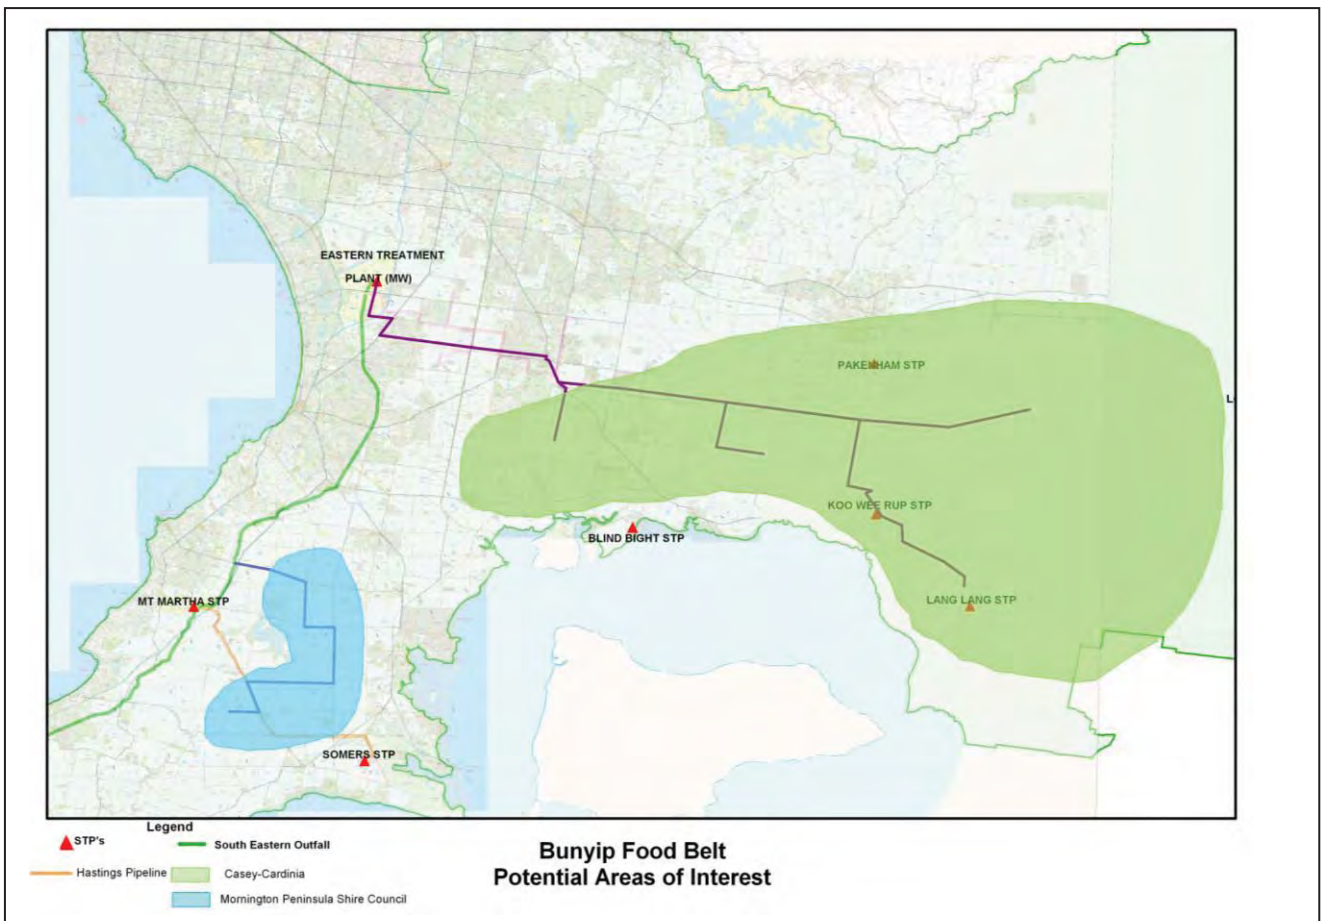 EASTERN TREATMENT
PLANT (MW)
PAKENHAM STP
L
KOO WEE RUP STP
BLIND BIGHT STP
MT MARTHA STP
LANG LANG STP
SOMERS STP
Legend
STP's
South Eastern Outfall
Hastings Pipeline
Casey-Cardinia
Mornington Peninsula Shire Council
Bunyip Food Belt
Potential Areas of Interest